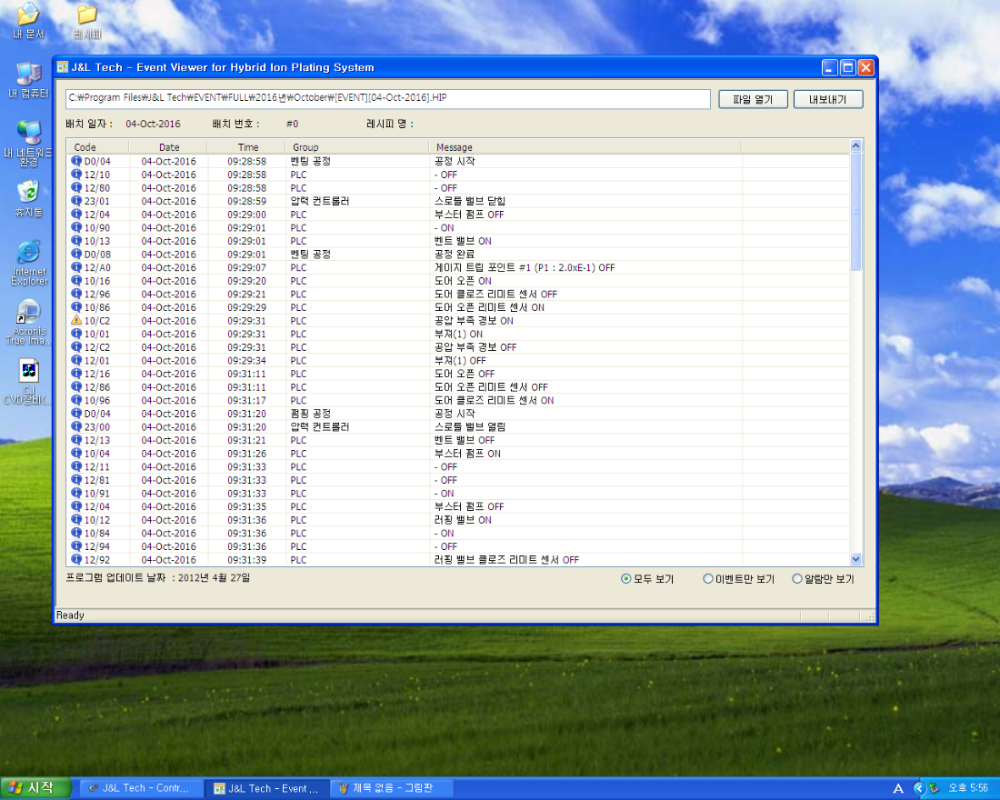 내 문서
레시피
내 컴퓨터
내 네트워크 환경
휴지통
Internet Explorer
Acronis True Ima...
CJ
J&L Tech - Event Viewer for Hybrid Ion Plating System
C:₩Program Files₩J&L Tech₩EVENT₩FULL₩2016년₩October₩[EVENT][04-Oct-2016].HIP
파일 열기
내보내기
배치 일자 : 04-Oct-2016 배치 번호 : #0 레시피 명 :
Code Date Time Group Message
D0/04 04-Oct-2016 09:28:58 벤팅 공정 공정 시작
12/10 04-Oct-2016 09:28:58 PLC - OFF
12/80 04-Oct-2016 09:28:58 PLC - OFF
23/01 04-Oct-2016 09:28:59 압력 컨트롤러 스로틀 밸브 닫힘
12/04 04-Oct-2016 09:29:00 PLC 부스터 펌프 OFF
10/90 04-Oct-2016 09:29:01 PLC - ON
10/13 04-Oct-2016 09:29:01 PLC 벤트 밸브 ON
D0/08 04-Oct-2016 09:29:01 벤팅 공정 공정 완료
12/A0 04-Oct-2016 09:29:07 PLC 게이지 트립 포인트 #1 (P1 : 2.0xE-1) OFF
10/16 04-Oct-2016 09:29:20 PLC 도어 오픈 ON
12/96 04-Oct-2016 09:29:21 PLC 도어 클로즈 리미트 센서 OFF
10/86 04-Oct-2016 09:29:29 PLC 도어 오픈 리미트 센서 ON
10/C2 04-Oct-2016 09:29:31 PLC 공압 부족 경보 ON
10/01 04-Oct-2016 09:29:31 PLC 부져(1) ON
12/C2 04-Oct-2016 09:29:31 PLC 공압 부족 경보 OFF
12/01 04-Oct-2016 09:29:34 PLC 부져(1) OFF
12/16 04-Oct-2016 09:31:11 PLC 도어 오픈 OFF
12/86 04-Oct-2016 09:31:11 PLC 도어 오픈 리미트 센서 OFF
10/96 04-Oct-2016 09:31:17 PLC 도어 클로즈 리미트 센서 ON
D0/04 04-Oct-2016 09:31:20 펌핑 공정 공정 시작
23/00 04-Oct-2016 09:31:20 압력 컨트롤러 스로틀 밸브 열림
12/13 04-Oct-2016 09:31:21 PLC 벤트 밸브 OFF
10/04 04-Oct-2016 09:31:26 PLC 부스터 펌프 ON
12/11 04-Oct-2016 09:31:33 PLC - OFF
12/81 04-Oct-2016 09:31:33 PLC - OFF
10/91 04-Oct-2016 09:31:33 PLC - ON
12/04 04-Oct-2016 09:31:35 PLC 부스터 펌프 OFF
10/12 04-Oct-2016 09:31:36 PLC 러핑 밸브 ON
10/84 04-Oct-2016 09:31:36 PLC - ON
12/94 04-Oct-2016 09:31:36 PLC - OFF
12/92 04-Oct-2016 09:31:39 PLC 러핑 밸브 클로즈 리미트 센서 OFF
프로그램 업데이트 날짜 : 2012년 4월 27일
모두 보기 이벤트만 보기 알람만 보기
Ready
시작 J&L Tech - Contr... J&L Tech - Event ... 제목 없음 - 그림판 A 오후 5:56